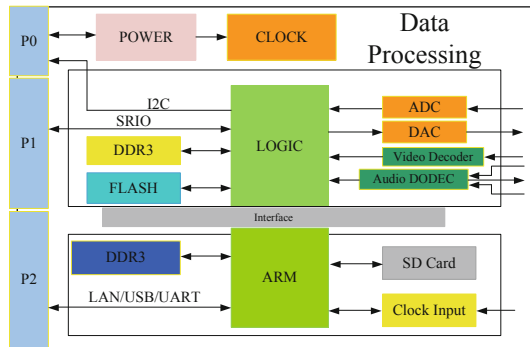 Data
Processing
P0
POWER
CLOCK
I2C
P1
SRIO
DDR3
FLASH
LOGIC
ADC
DAC
Video Decoder
Audio DODEC
Interface
P2
DDR3
LAN/USB/UART
ARM
SD Card
Clock Input